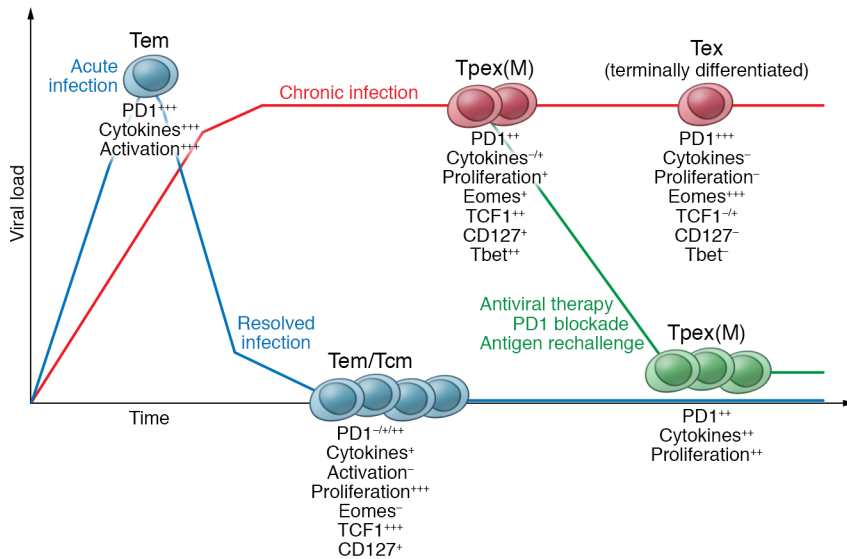 Viral load
Time
Acute
infection
Tem
PD1⁺⁺⁺
Cytokines⁺⁺⁺
Activation⁺⁺⁺
Chronic infection
Tpex(M)
PD1⁺⁺
Cytokines⁻/⁺
Proliferation⁺
Eomes⁺
TCF1⁺⁺
CD127⁺
Tbet⁺⁺
Tex
(terminally differentiated)
PD1⁺⁺⁺
Cytokines⁻
Proliferation⁻
Eomes⁺⁺⁺
TCF1⁻/⁺
CD127⁻
Tbet⁻
Resolved
infection
Tem/Tcm
PD1⁻/⁺/⁺⁺
Cytokines⁺
Activation⁻
Proliferation⁺⁺⁺
Eomes⁻
TCF1⁺⁺⁺
CD127⁺
Antiviral therapy
PD1 blockade
Antigen rechallenge
Tpex(M)
PD1⁺⁺
Cytokines⁺⁺
Proliferation⁺⁺